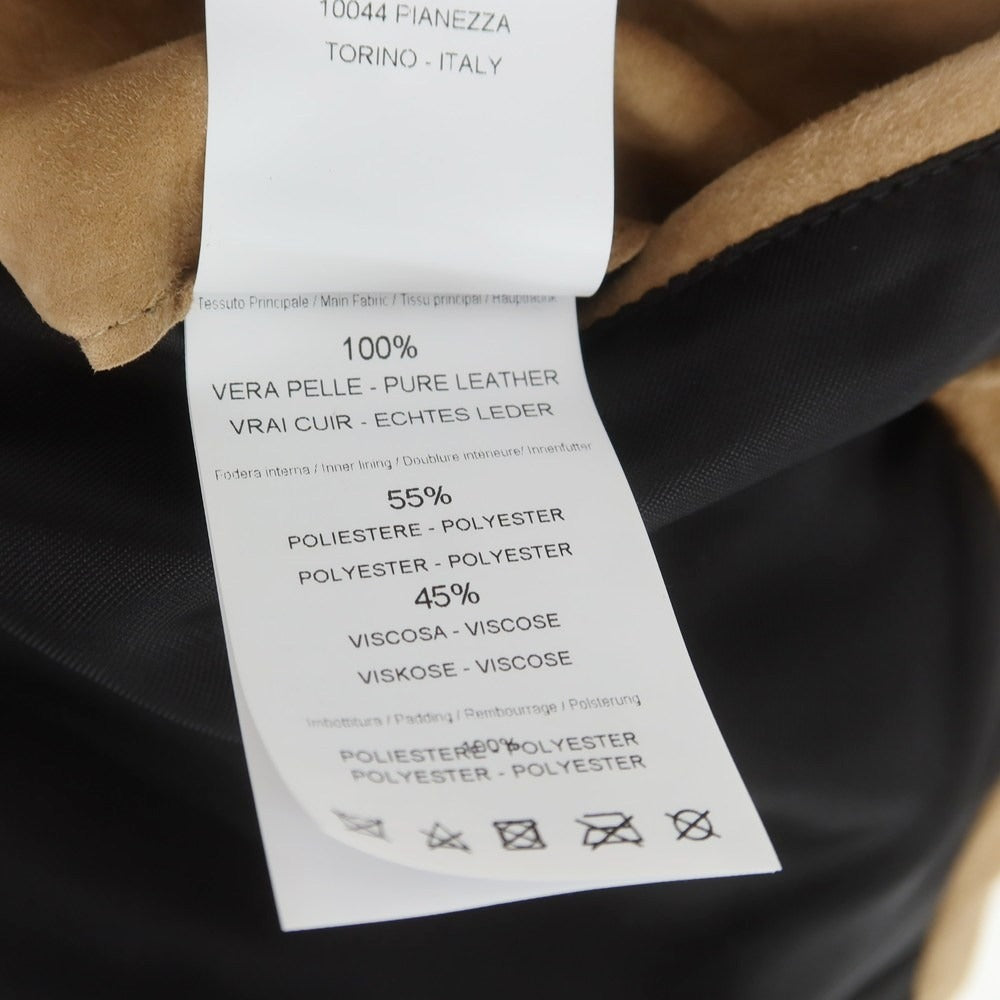 10044 PIANEZZA
TORINO - ITALY
Tessuto Principale / Main Fabric / Tissu principal / Hauptfabrik
100%
VERA PELLE - PURE LEATHER
VRAI CUIR - ECHTES LEDER
Fodera interna / Inner lining / Doublure interieure/ Innenfutter
55%
POLIESTERE - POLYESTER
POLYESTER - POLYESTER
45%
VISCOSA - VISCOSE
VISKOSE - VISCOSE
Imbottitura / Padding / Rembourrage / Polsterung
100%
POLIESTERE - POLYESTER
POLYESTER - POLYESTER